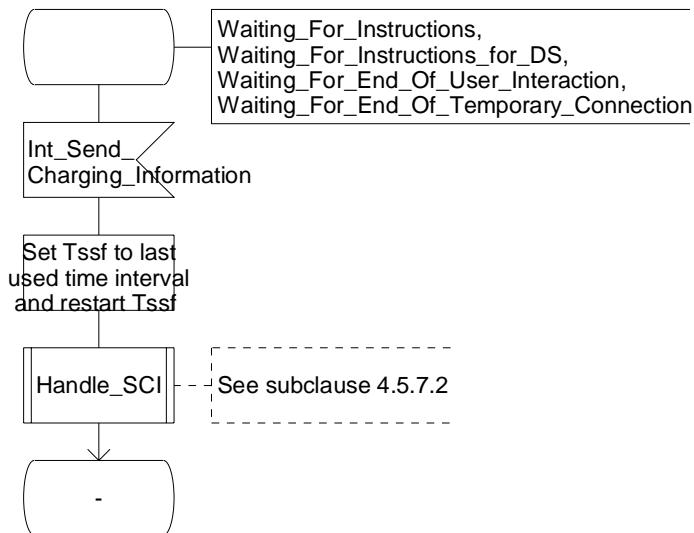 Waiting_For_Instructions,
Waiting_For_Instructions_for_DS,
Waiting_For_End_Of_User_Interaction,
Waiting_For_End_Of_Temporary_Connection
Int_Send_
Charging_Information
Set Tssf to last
used time interval
and restart Tssf
Handle_SCI
See subclause 4.5.7.2
-